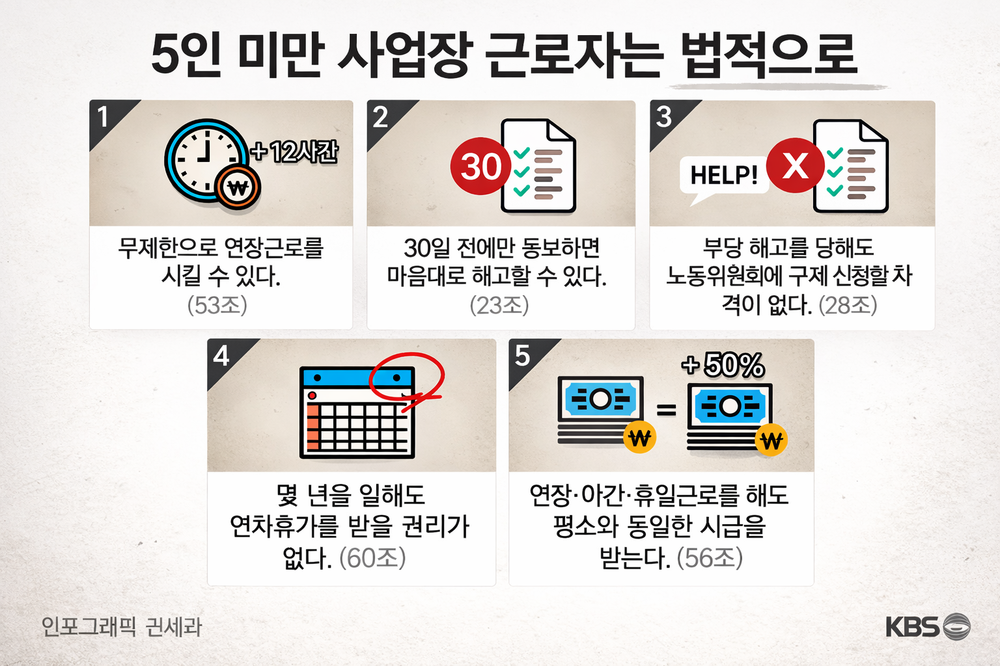 5인 미만 사업장 근로자는 법적으로
1
+12시간
무제한으로 연장근로를
시킬 수 있다.
(53조)
2
30
30일 전에만 통보하면
마음대로 해고할 수 있다.
(23조)
3
HELP!
X
부당 해고를 당해도
노동위원회에 구제 신청할 차
격이 없다. (28조)
4
몇 년을 일해도
연차휴가를 받을 권리가
없다. (60조)
5
+50%
=
₩
₩
₩
연장·아간·휴일근로를 해도
평소와 동일한 시급을
받는다. (56조)
인포그래픽 권세라
KBS